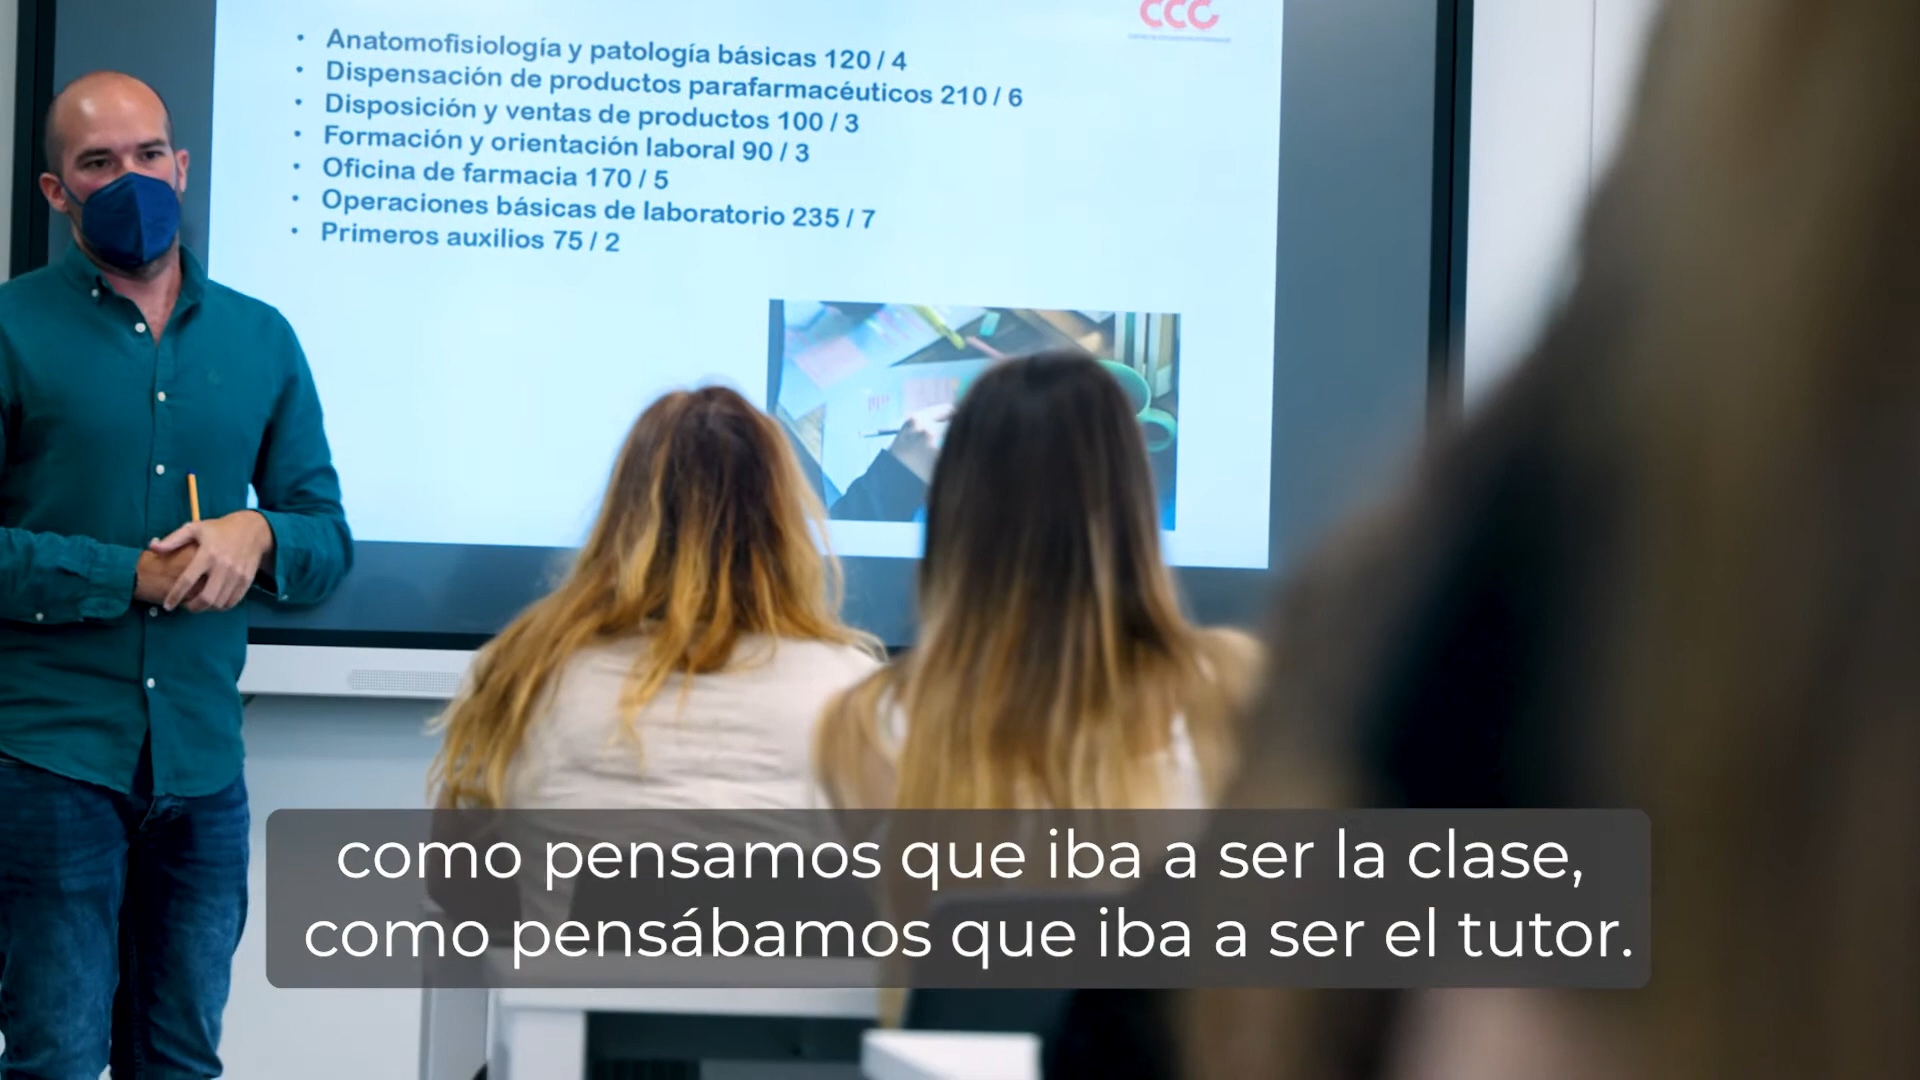 CCC
Anatomofisiología y patología básicas 120 / 4
Dispensación de productos parafarmacéuticos 210 / 6
Disposición y ventas de productos 100 / 3
Formación y orientación laboral 90 / 3
Oficina de farmacia 170 / 5
Operaciones básicas de laboratorio 235 / 7
Primeros auxilios 75 / 2
como pensamos que iba a ser la clase,
como pensábamos que iba a ser el tutor.